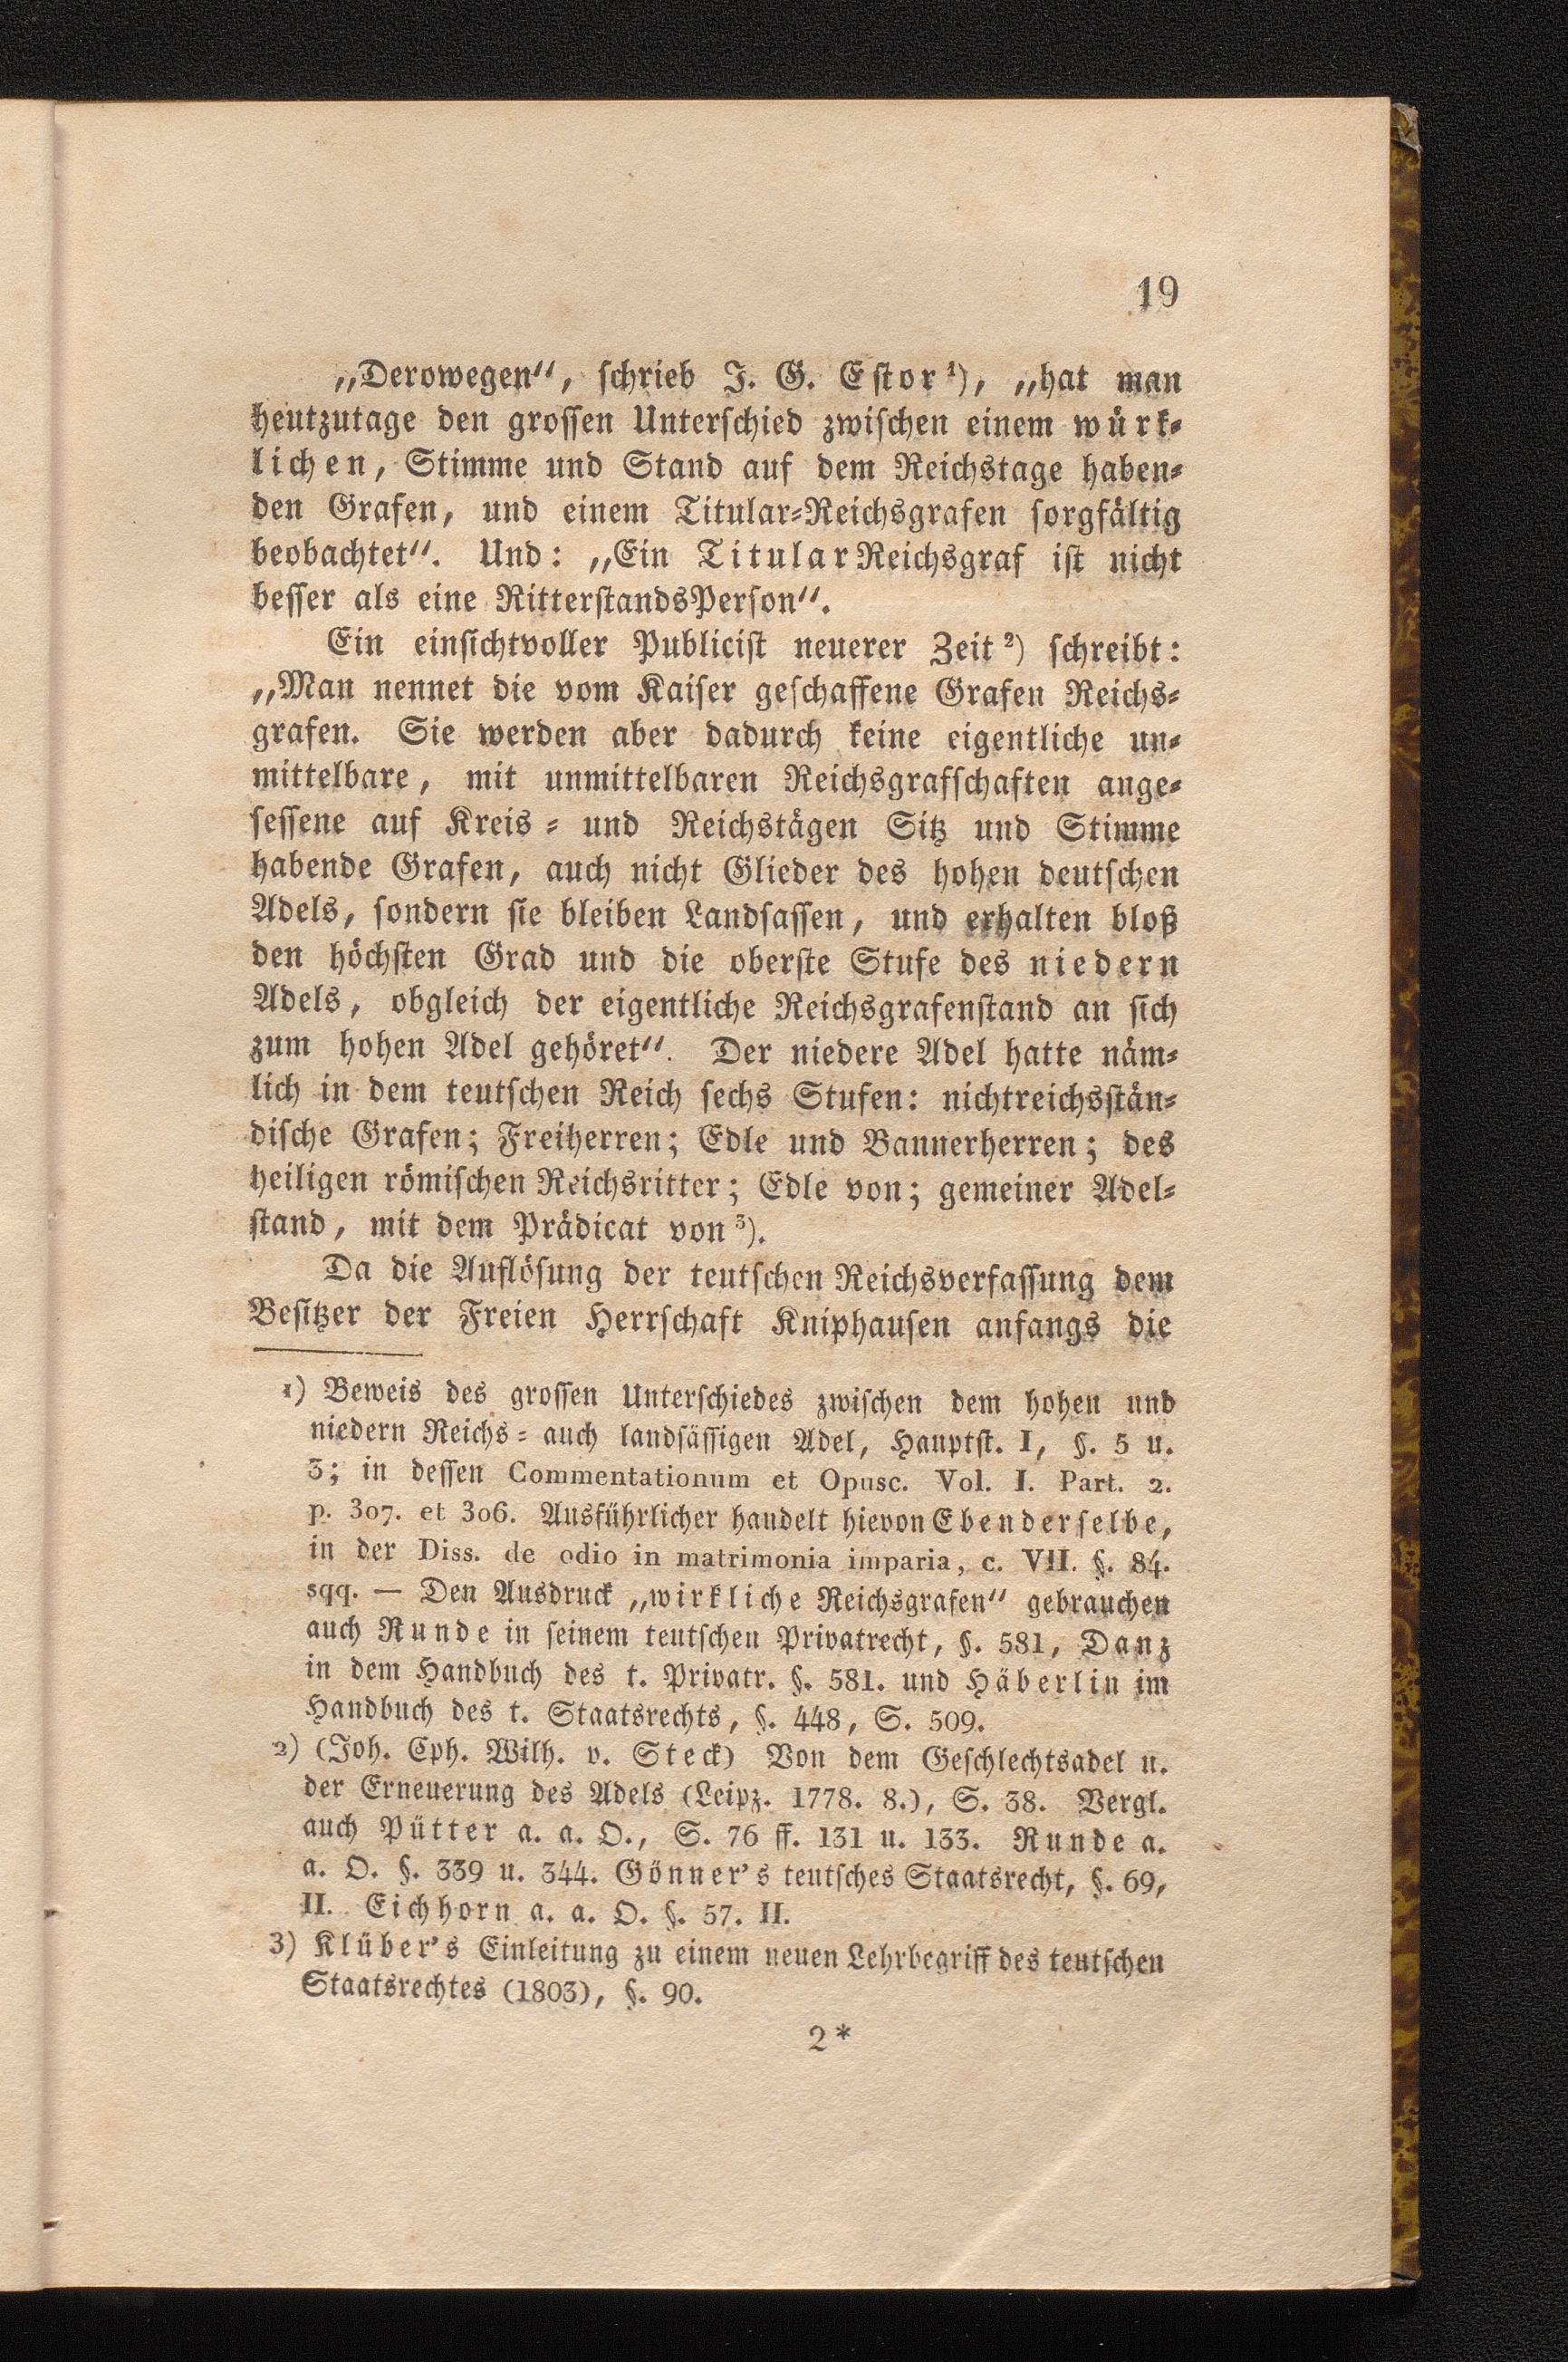 19
„Derowegen“, schrieb J. G. Estor¹), „hat man
heutzutage den grossen Unterschied zwischen einem würk-
lichen, Stimme und Stand auf dem Reichstage haben-
den Grafen, und einem Titular-Reichsgrafen sorgfältig
beobachtet“. Und: „Ein TitularReichsgraf ist nicht
besser als eine RitterstandsPerson“.
Ein einsichtvoller Publicist neuerer Zeit²) schreibt:
„Man nennet die vom Kaiser geschaffene Grafen Reichs-
grafen. Sie werden aber dadurch keine eigentliche un-
mittelbare, mit unmittelbaren Reichsgrafschaften ange-
sessene auf Kreis- und Reichstägen Sitz und Stimme
habende Grafen, auch nicht Glieder des hohen deutschen
Adels, sondern sie bleiben Landsassen, und erhalten bloß
den höchsten Grad und die oberste Stufe des niedern
Adels, obgleich der eigentliche Reichsgrafenstand an sich
zum hohen Adel gehöret“. Der niedere Adel hatte näm-
lich in dem teutschen Reich sechs Stufen: nichtreichsstän-
dische Grafen; Freiherren; Edle und Bannerherren; des
heiligen römischen Reichsritter; Edle von; gemeiner Adel-
stand, mit dem Prädicat von³).
Da die Auflösung der teutschen Reichsverfassung dem
Besitzer der Freien Herrschaft Kniphausen anfangs die
1) Beweis des grossen Unterschiedes zwischen dem hohen und
niedern Reichs- auch landsässigen Adel, Hauptst. I, §. 5 u.
3; in dessen Commentationum et Opusc. Vol. I. Part. 2.
p. 307. et 306. Ausführlicher handelt hievon Ebenderselbe,
in der Diss. de odio in matrimonia imparia, c. VII. §. 84.
sqq. — Den Ausdruck „wirkliche Reichsgrafen“ gebrauchen
auch Runde in seinem teutschen Privatrecht, §. 581, Danz
in dem Handbuch des t. Privatr. §. 581. und Häberlin im
Handbuch des t. Staatsrechts, §. 448, S. 509.
2) (Joh. Cph. Wilh. v. Steck) Von dem Geschlechtsadel u.
der Erneuerung des Adels (Leipz. 1778. 8.), S. 38. Vergl.
auch Pütter a. a. O., S. 76 ff. 131 u. 133. Runde a.
a. O. §. 339 u. 344. Gönner's teutsches Staatsrecht, §. 69,
II. Eichhorn a. a. O. §. 57. II.
3) Klüber's Einleitung zu einem neuen Lehrbegriff des teutschen
Staatsrechtes (1803), §. 90.
2*